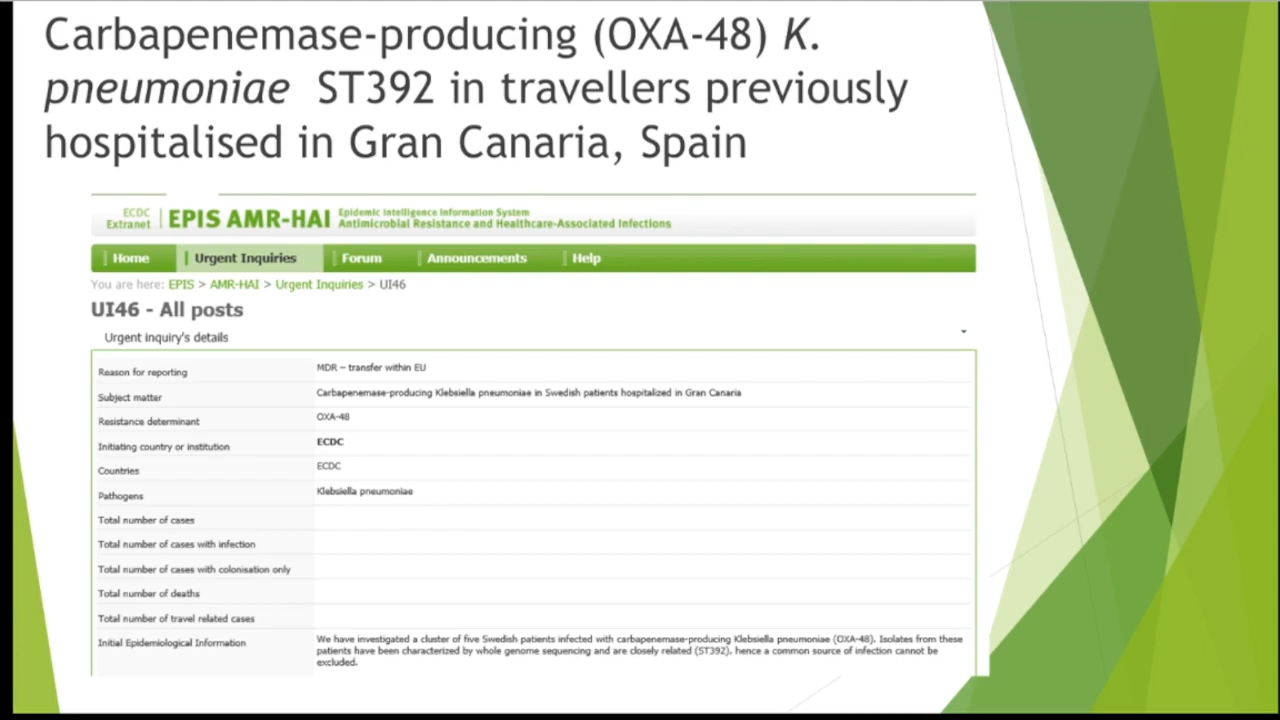 Carbapenemase-producing (OXA-48) K.
pneumoniae ST392 in travellers previously
hospitalised in Gran Canaria, Spain
ECDC
Extranet
EPIS AMR-HAI
Epidemic Intelligence Information System
Antimicrobial Resistance and Healthcare-Associated Infections
Home Urgent Inquiries Forum Announcements Help
You are here: EPIS > AMR-HAI > Urgent Inquiries > UI46
UI46 - All posts
Urgent inquiry's details
Reason for reporting MDR – transfer within EU
Subject matter Carbapenemase-producing Klebsiella pneumoniae in Swedish patients hospitalized in Gran Canaria
Resistance determinant OXA-48
Initiating country or institution ECDC
Countries ECDC
Pathogens Klebsiella pneumoniae
Total number of cases
Total number of cases with infection
Total number of cases with colonisation only
Total number of deaths
Total number of travel related cases
Initial Epidemiological Information We have investigated a cluster of five Swedish patients infected with carbapenemase-producing Klebsiella pneumoniae (OXA-48). Isolates from these
patients have been characterized by whole genome sequencing and are closely related (ST392), hence a common source of infection cannot be
excluded.